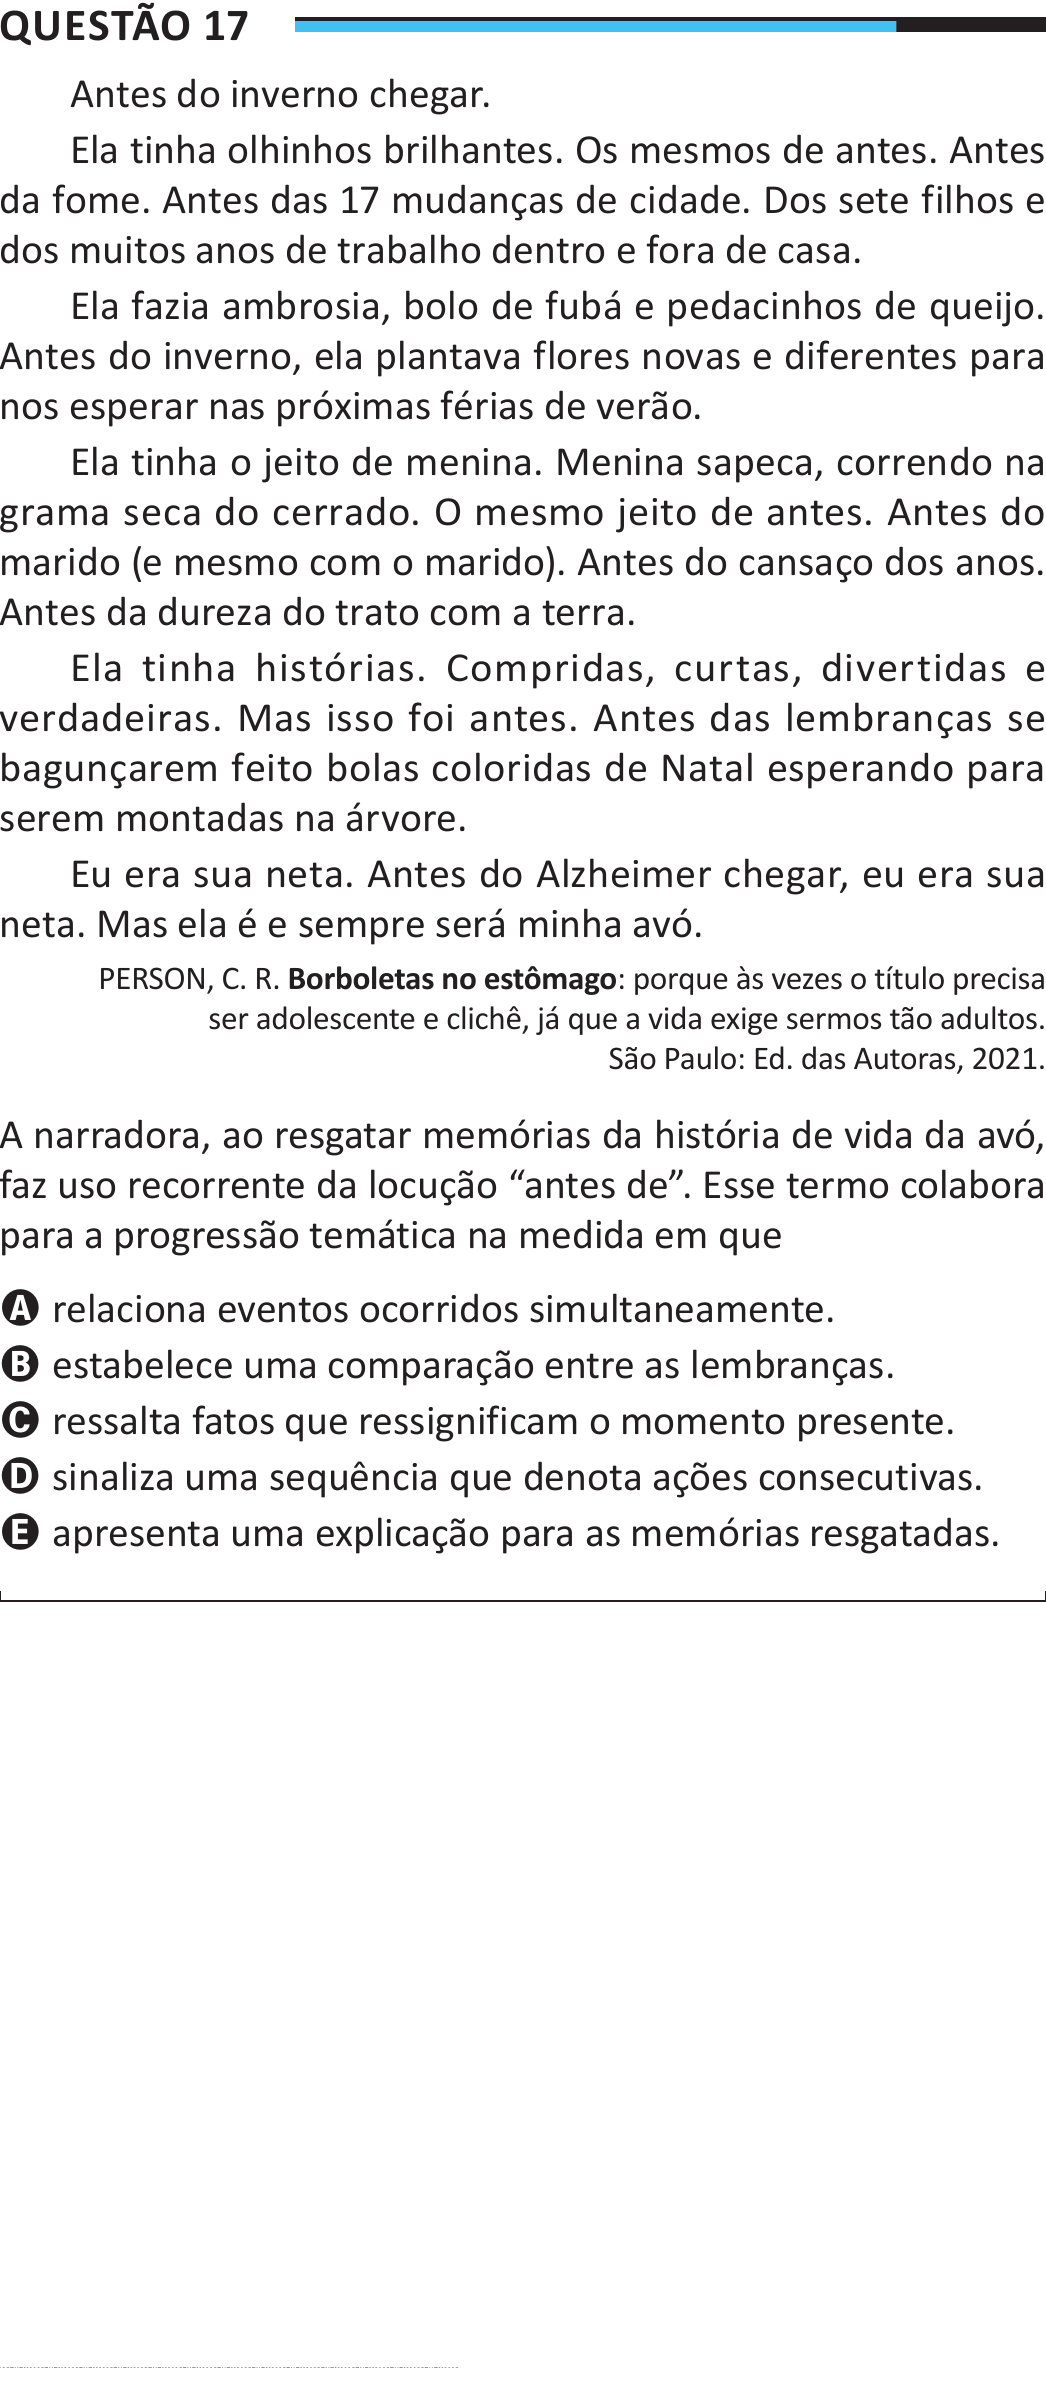 QUESTÃO 17
Antes do inverno chegar.
Ela tinha olhinhos brilhantes. Os mesmos de antes. Antes
da fome. Antes das 17 mudanças de cidade. Dos sete filhos e
dos muitos anos de trabalho dentro e fora de casa.
Ela fazia ambrosia, bolo de fubá e pedacinhos de queijo.
Antes do inverno, ela plantava flores novas e diferentes para
nos esperar nas próximas férias de verão.
Ela tinha o jeito de menina. Menina sapeca, correndo na
grama seca do cerrado. O mesmo jeito de antes. Antes do
marido (e mesmo com o marido). Antes do cansaço dos anos.
Antes da dureza do trato com a terra.
Ela tinha histórias. Compridas, curtas, divertidas e
verdadeiras. Mas isso foi antes. Antes das lembranças se
bagunçarem feito bolas coloridas de Natal esperando para
serem montadas na árvore.
Eu era sua neta. Antes do Alzheimer chegar, eu era sua
neta. Mas ela é e sempre será minha avó.
PERSON, C. R. Borboletas no estômago: porque às vezes o título precisa
ser adolescente e clichê, já que a vida exige sermos tão adultos.
São Paulo: Ed. das Autoras, 2021.
A narradora, ao resgatar memórias da história de vida da avó,
faz uso recorrente da locução “antes de”. Esse termo colabora
para a progressão temática na medida em que
A relaciona eventos ocorridos simultaneamente.
B estabelece uma comparação entre as lembranças.
C ressalta fatos que ressignificam o momento presente.
D sinaliza uma sequência que denota ações consecutivas.
E apresenta uma explicação para as memórias resgatadas.